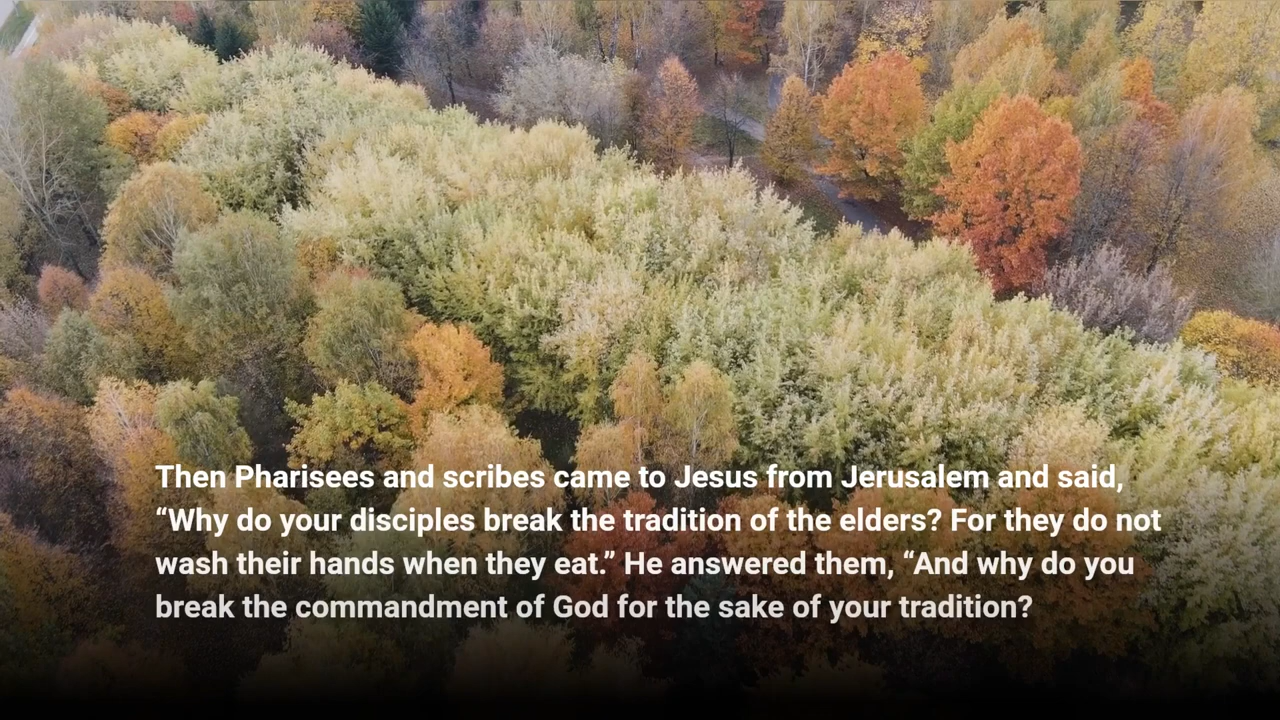 Then Pharisees and scribes came to Jesus from Jerusalem and said,
“Why do your disciples break the tradition of the elders? For they do not
wash their hands when they eat.” He answered them, “And why do you
break the commandment of God for the sake of your tradition?